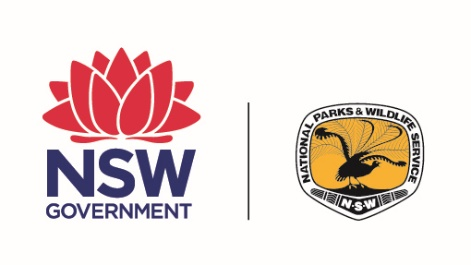 NSW
GOVERNMENT
NATIONAL PARKS & WILDLIFE SERVICE
N·S·W